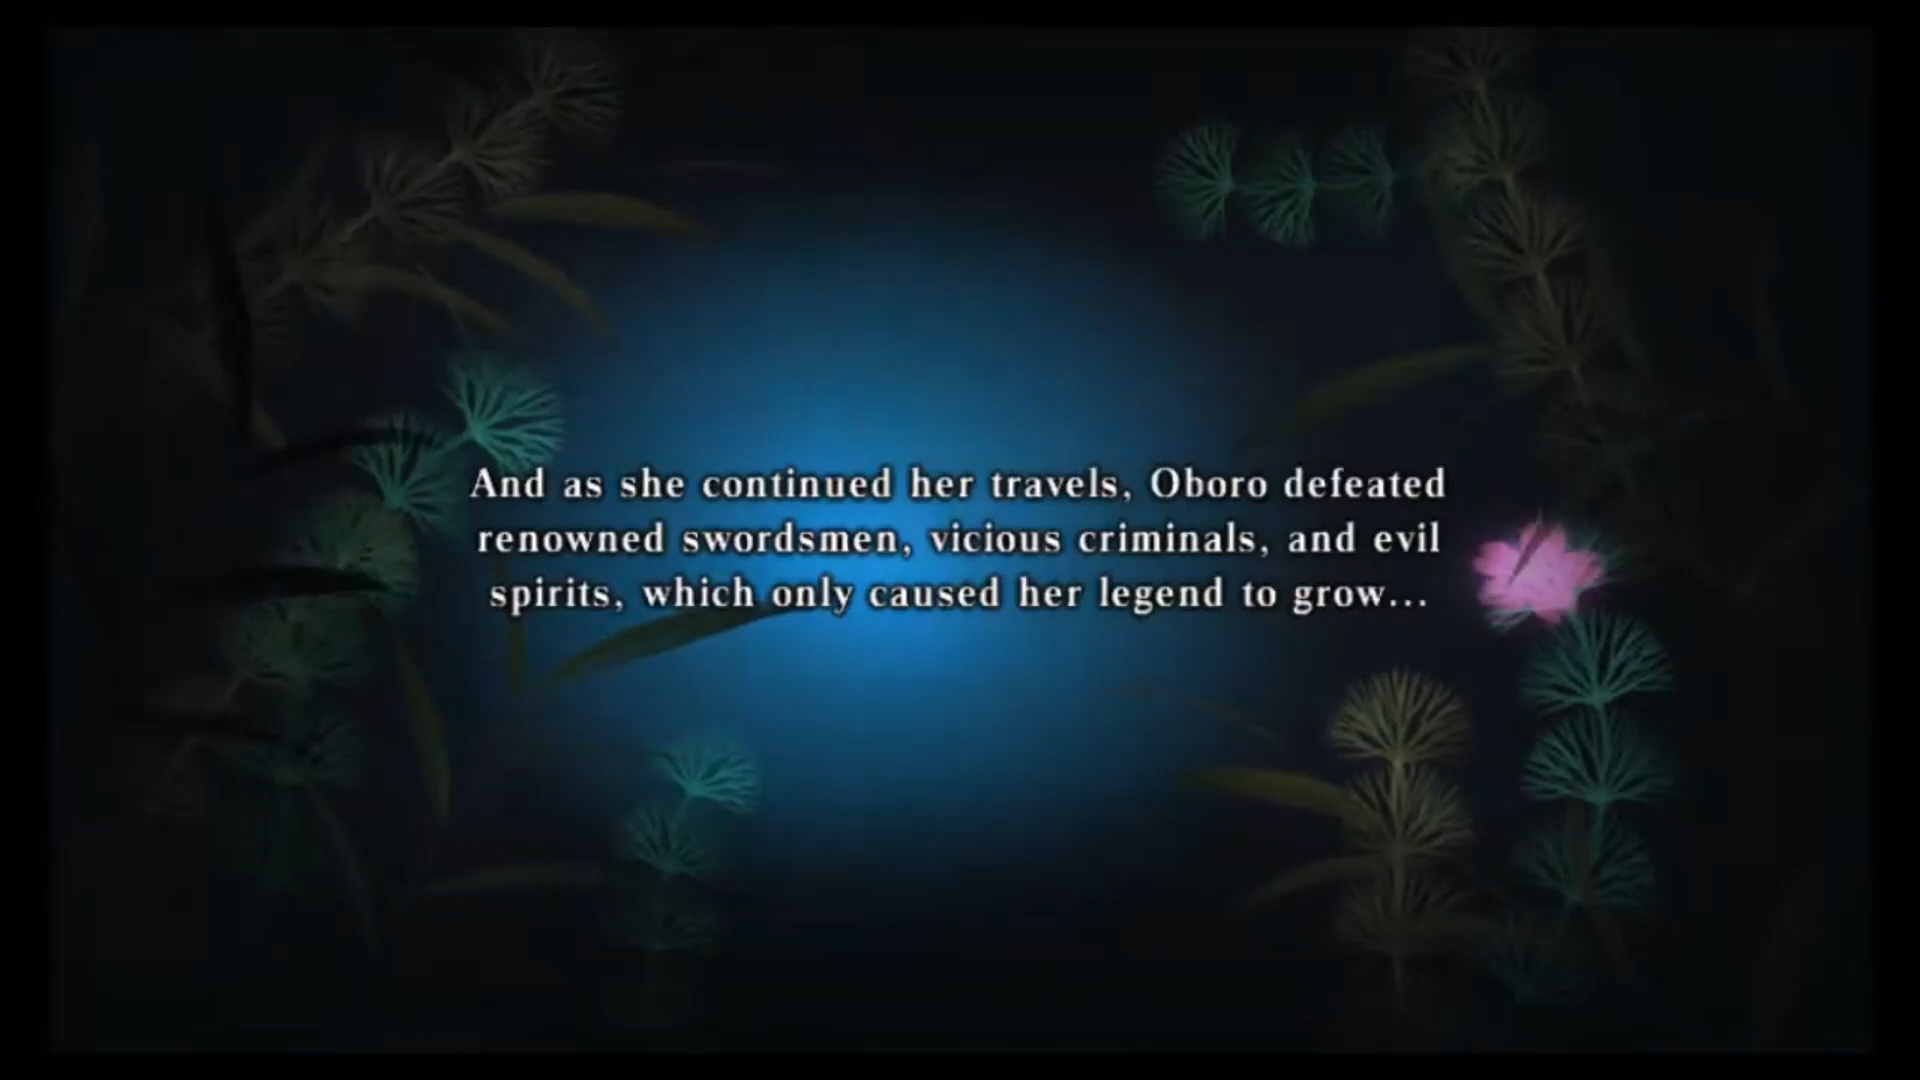 And as she continued her travels, Oboro defeated
renowned swordsmen, vicious criminals, and evil
spirits, which only caused her legend to grow...